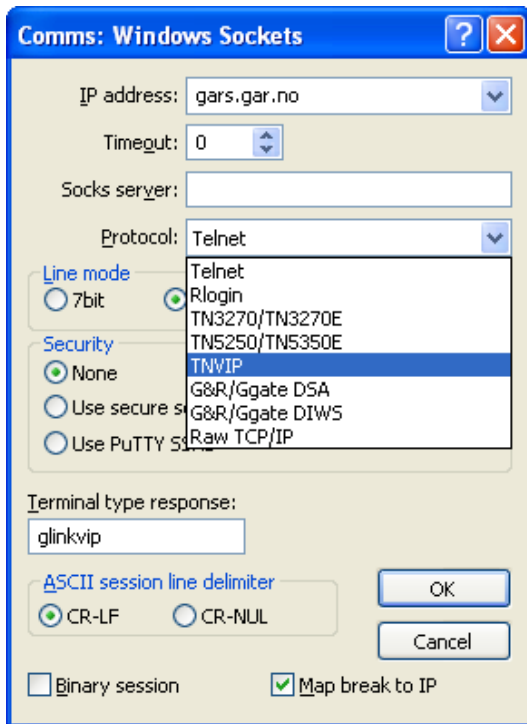 Comms: Windows Sockets
IP address: gars.gar.no
Timeout: 0
Socks server:
Protocol: Telnet
Telnet
Rlogin
TN3270/TN3270E
TN5250/TN5350E
TNVIP
G&R/Ggate DSA
G&R/Ggate DIWS
Raw TCP/IP
Line mode
7bit
Security
None
Use secure s
Use PuTTY
Terminal type response:
glinkvip
ASCII session line delimiter
CR-LF CR-NUL
OK
Cancel
Binary session Map break to IP